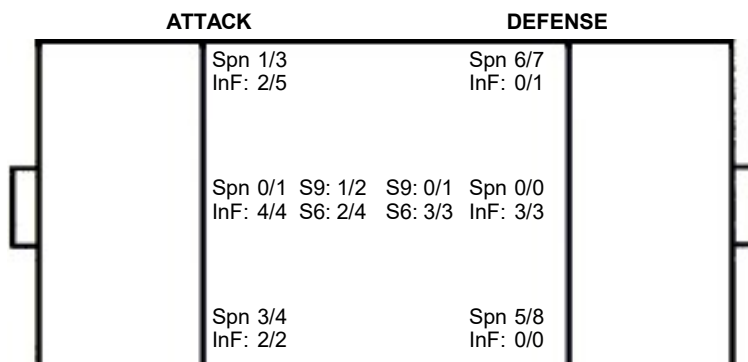 ATTACK DEFENSE
Spn 1/3 Spn 6/7
InF: 2/5 InF: 0/1
Spn 0/1 S9: 1/2 S9: 0/1 Spn 0/0
InF: 4/4 S6: 2/4 S6: 3/3 InF: 3/3
Spn 3/4 Spn 5/8
InF: 2/2 InF: 0/0